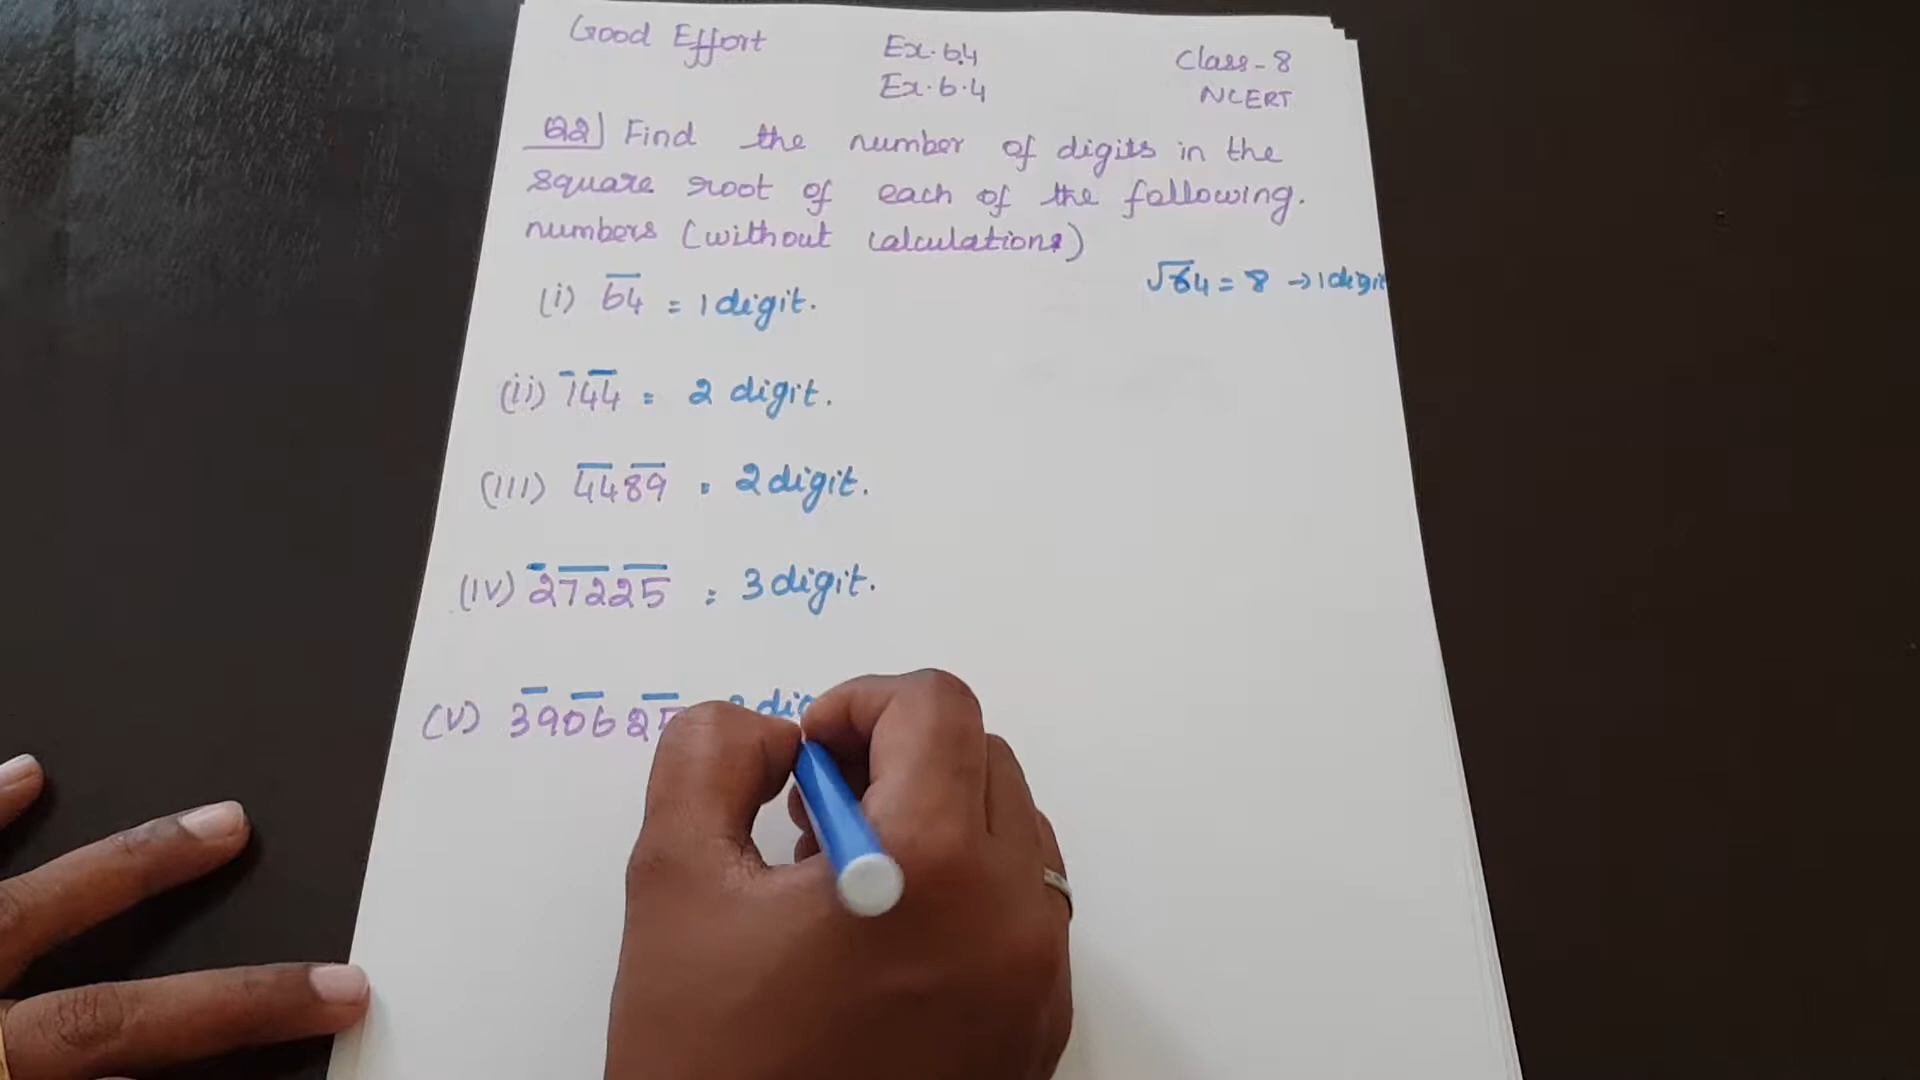 Good Effort Ex. 6.4 Class - 8
Ex. 6.4 NCERT
Q2) Find the number of digits in the
square root of each of the following.
numbers (without calculations)
√64 = 8 → 1 digit
(i) 64 = 1 digit.
(ii) 144 = 2 digit.
(iii) 4489 = 2 digit.
(iv) 27225 = 3 digit.
(v) 390625